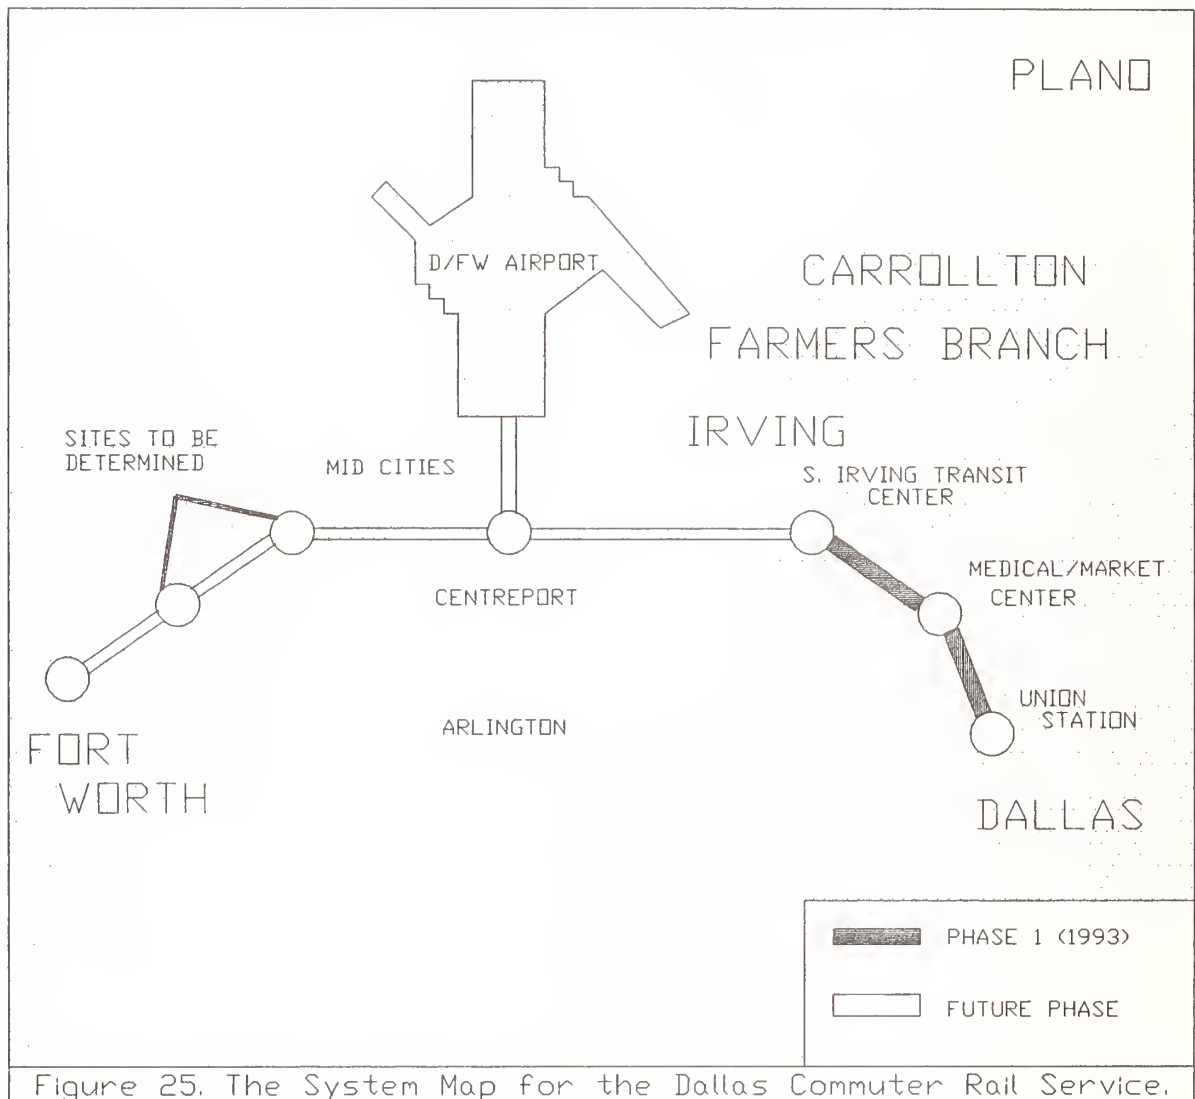 PLANO
D/FW AIRPORT
CARROLLTON
FARMERS BRANCH
IRVING
SITES TO BE
DETERMINED
MID CITIES
S. IRVING TRANSIT
CENTER
MEDICAL/MARKET
CENTER
CENTREPORT
UNION
STATION
ARLINGTON
FORT
WORTH
DALLAS
PHASE 1 (1993)
FUTURE PHASE
Figure 25. The System Map for the Dallas Commuter Rail Service.